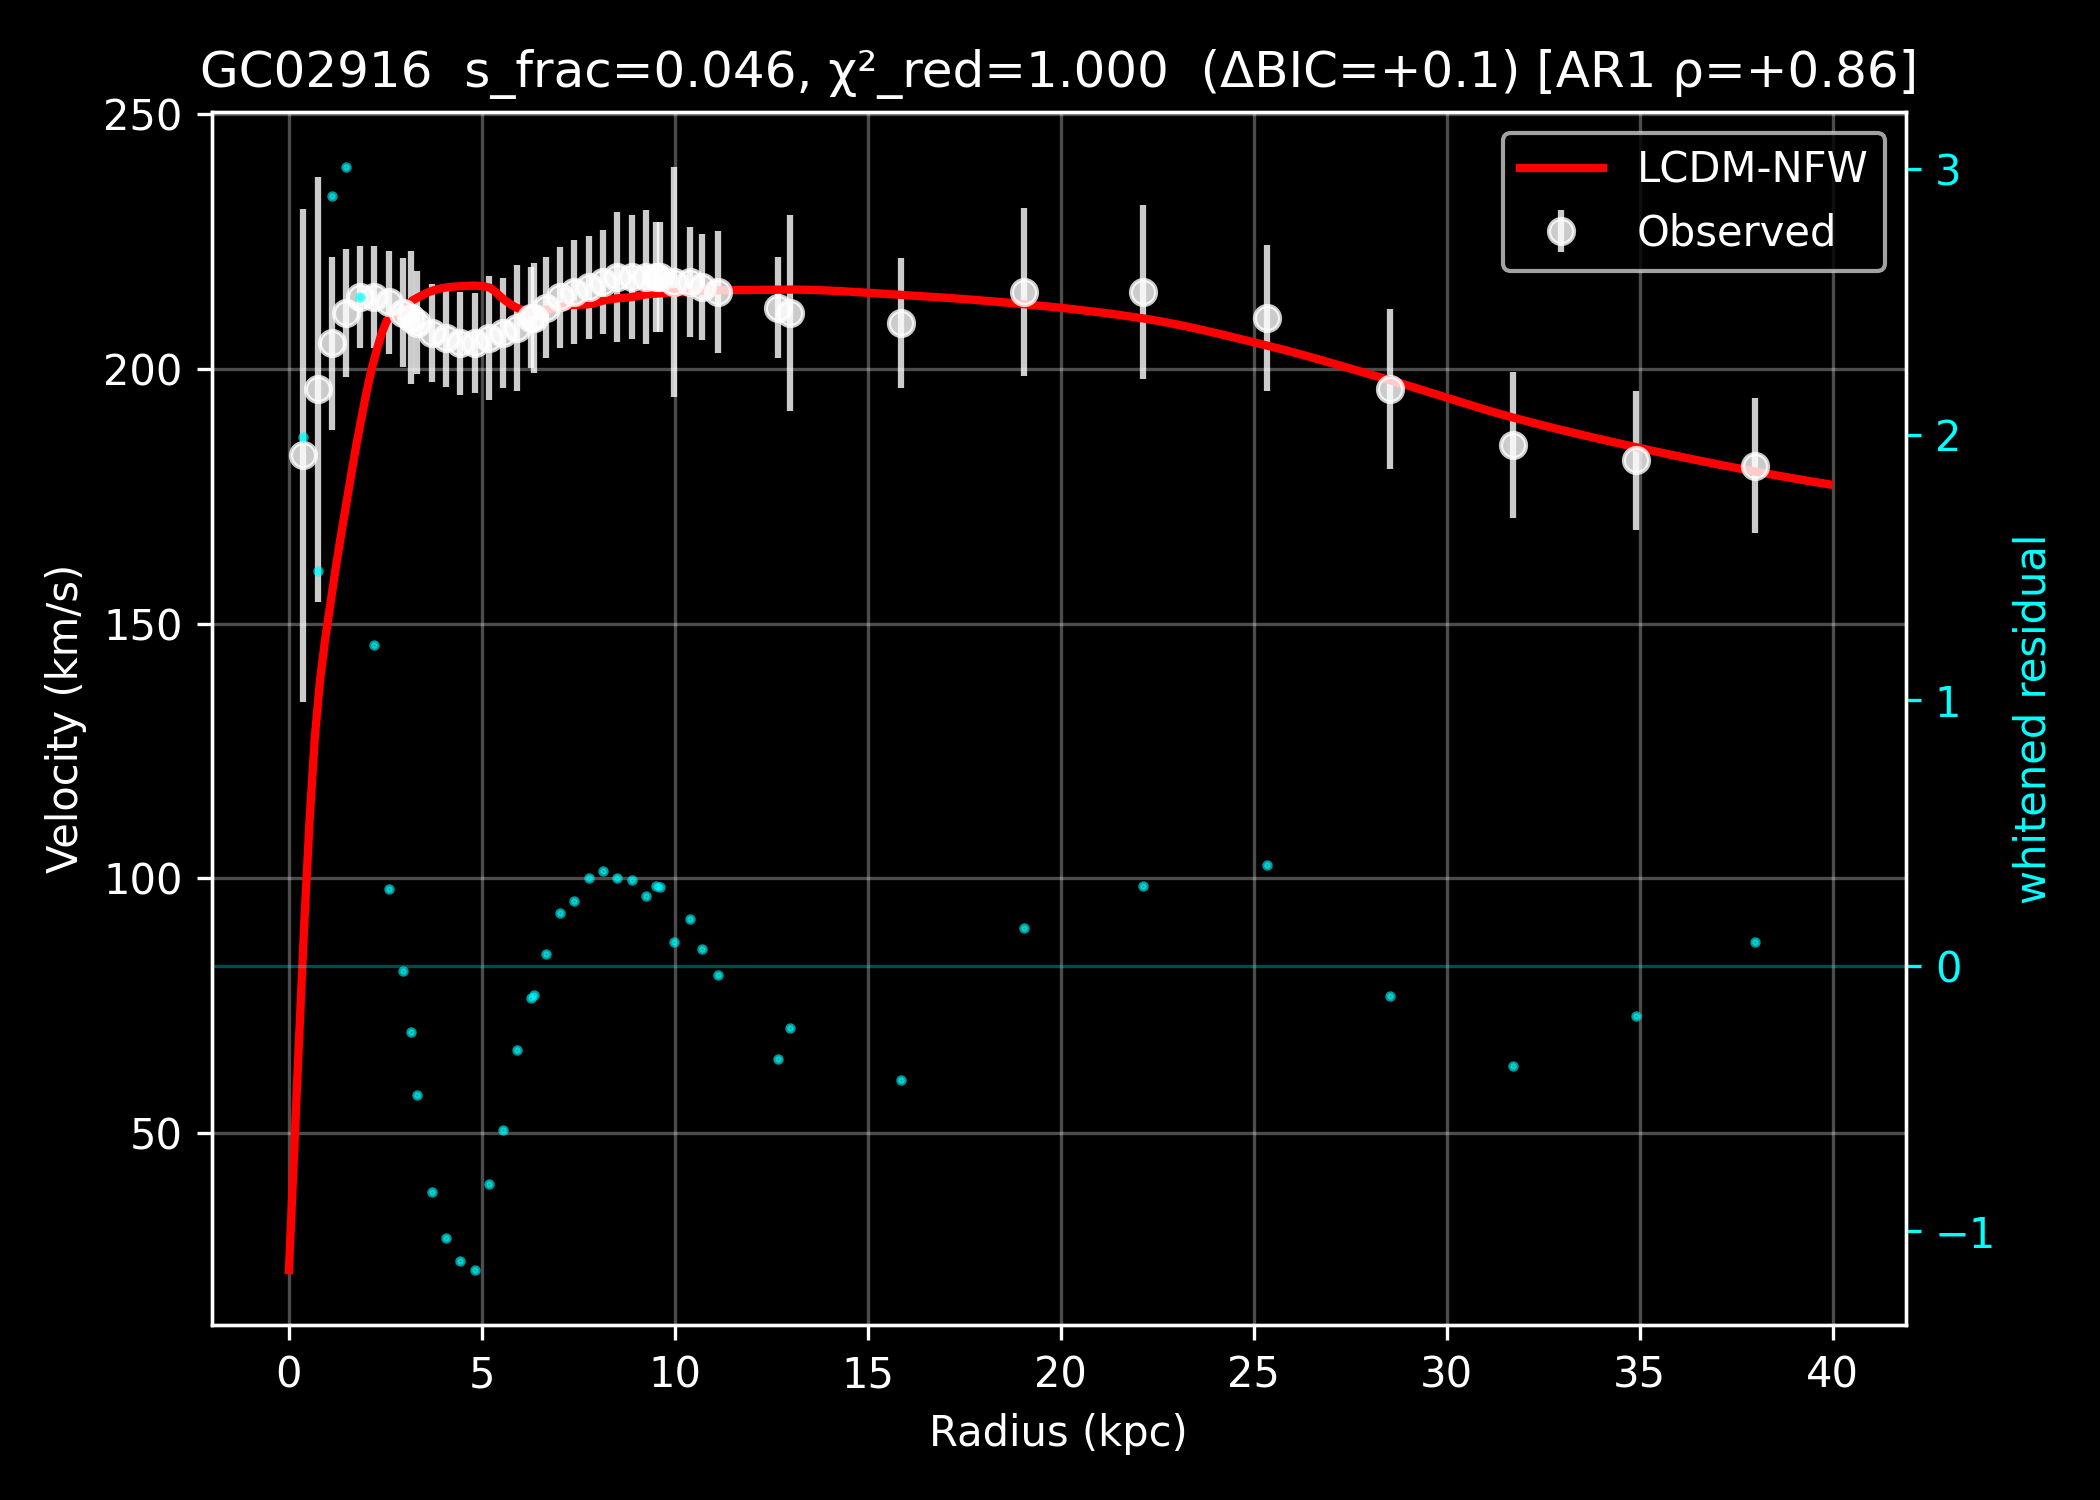 GC02916  s_frac=0.046, χ²_red=1.000  (ΔBIC=+0.1) [AR1 ρ=+0.86]
LCDM-NFW
Observed
250
200
150
100
50
Velocity (km/s)
3
2
1
0
−1
whitened residual
0 5 10 15 20 25 30 35 40
Radius (kpc)